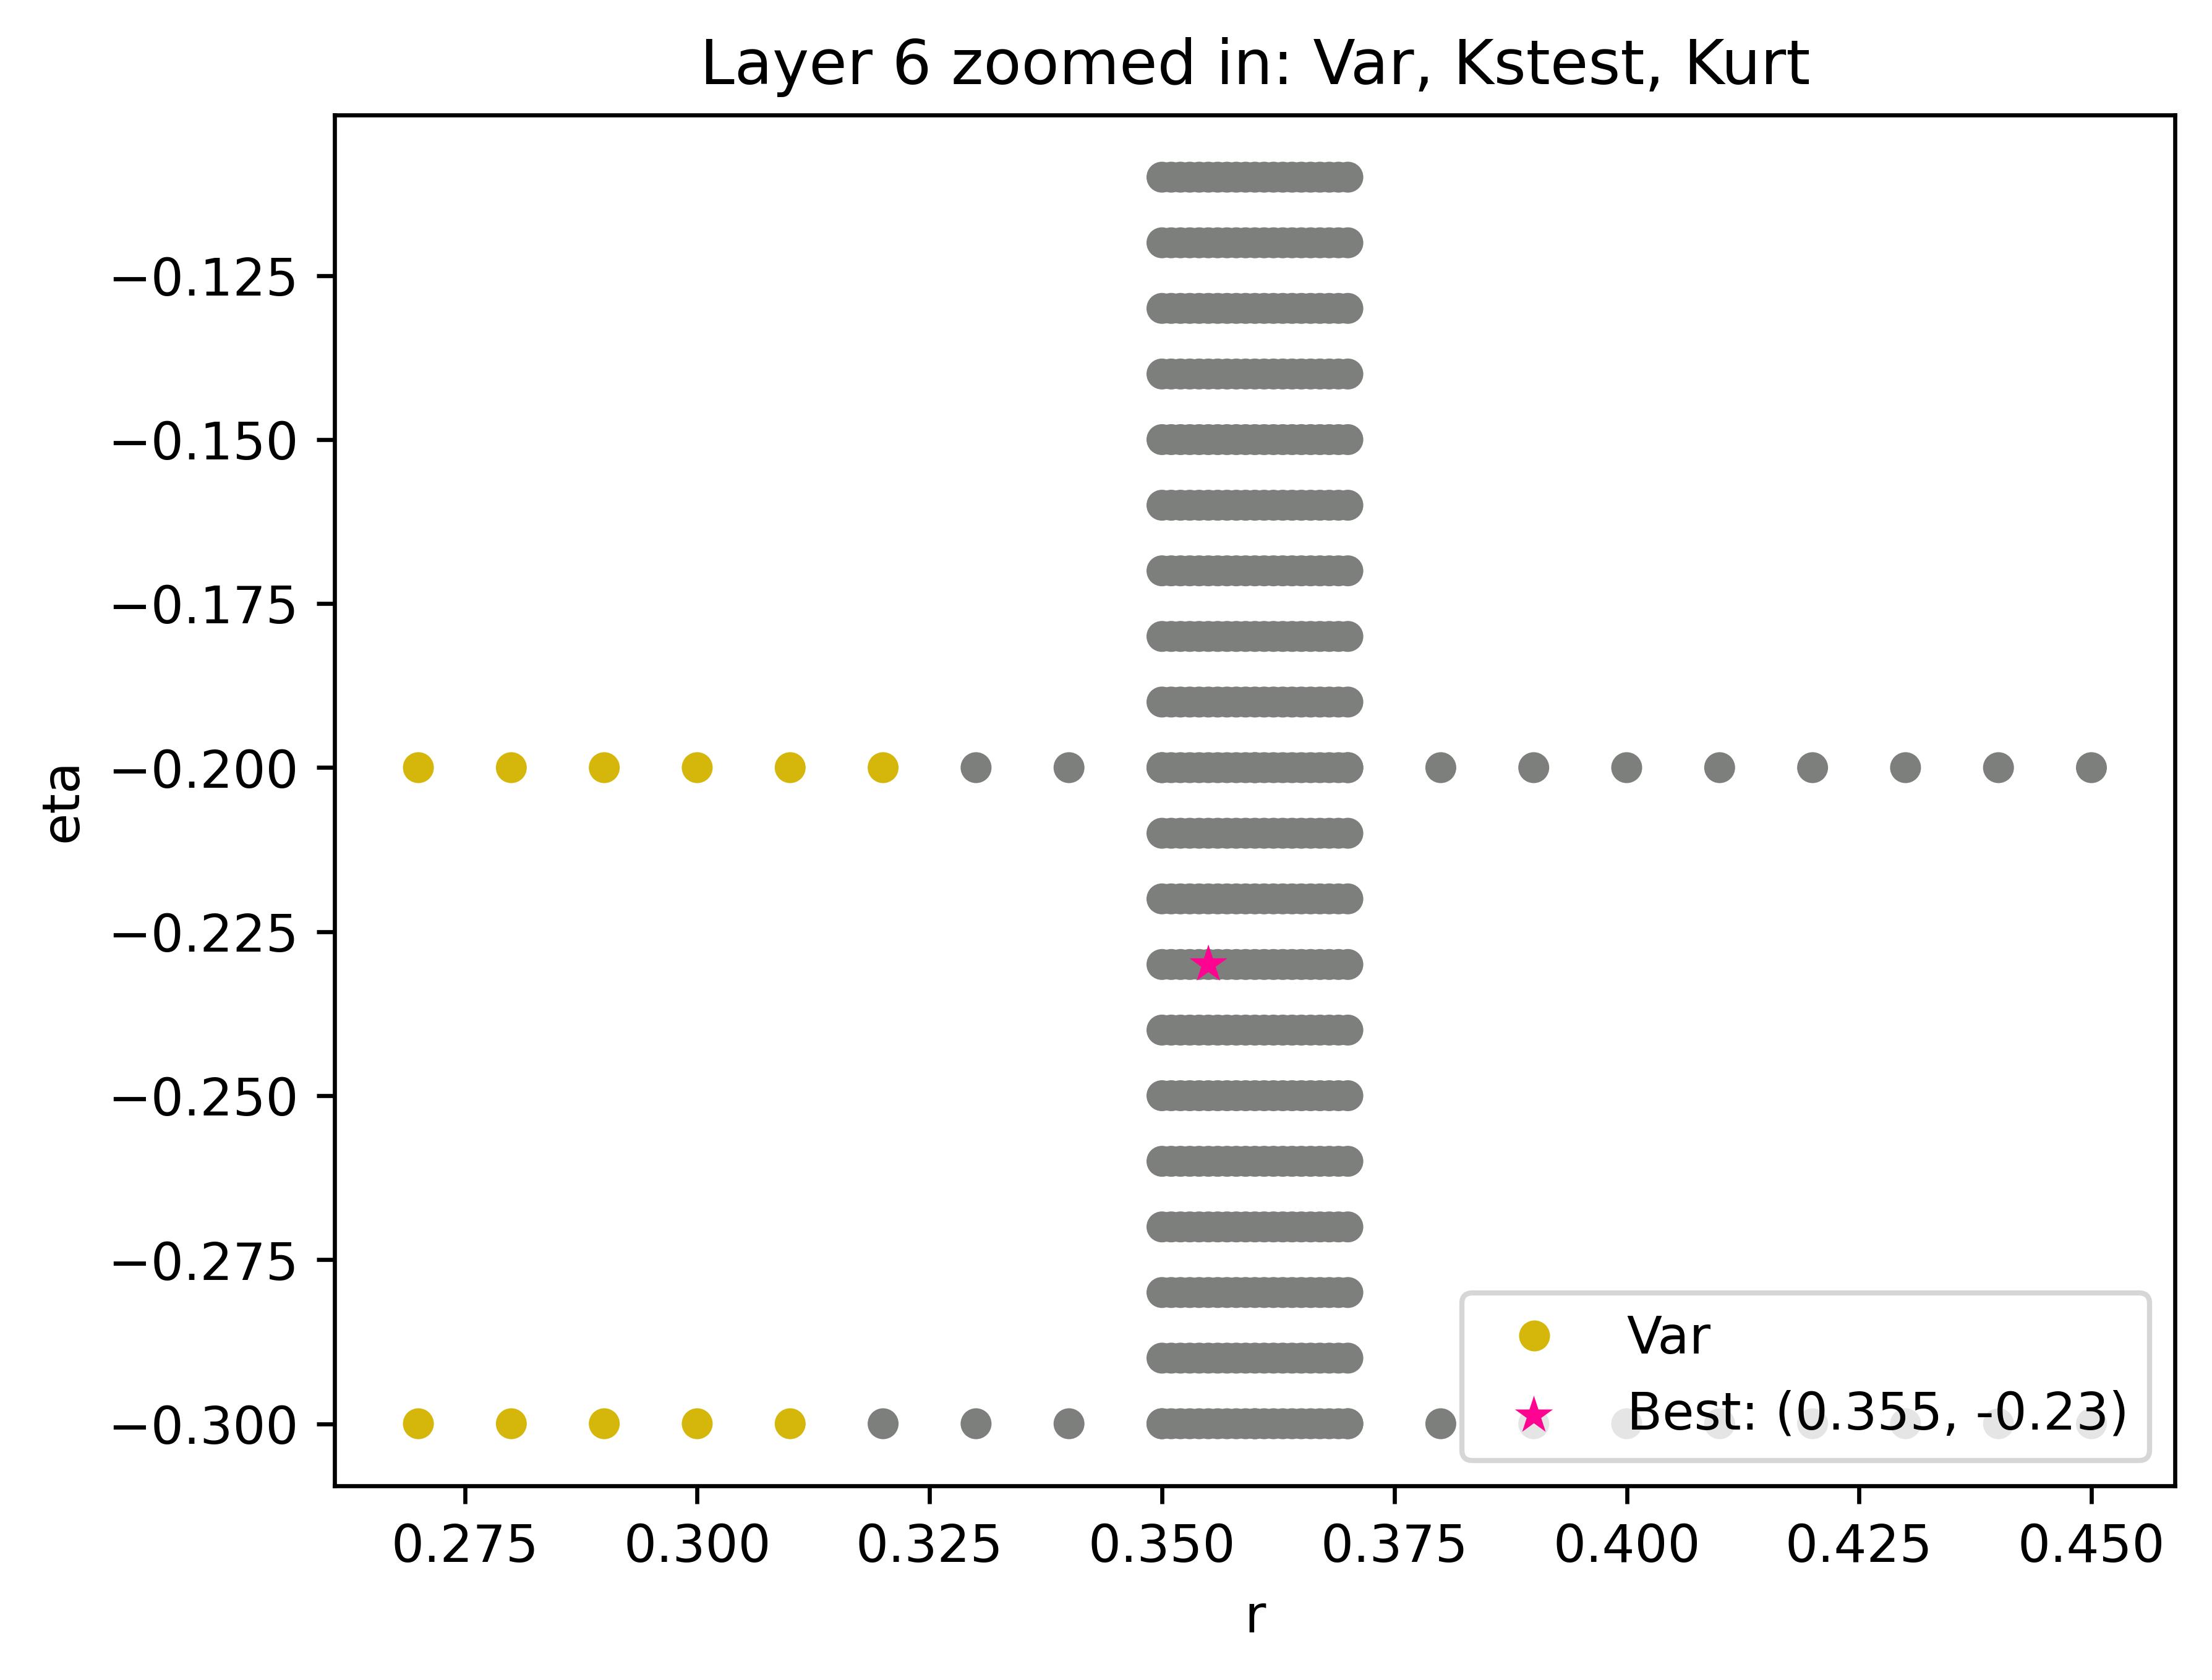 Layer 6 zoomed in: Var, Kstest, Kurt
−0.125
−0.150
−0.175
−0.200
−0.225
−0.250
−0.275
−0.300
eta
Var
Best: (0.355, -0.23)
0.275 0.300 0.325 0.350 0.375 0.400 0.425 0.450
r